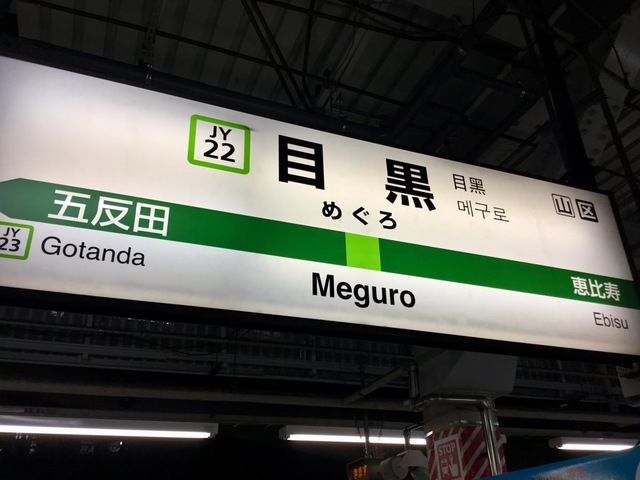 JY
22
目黒
目黑
메구로
山区
めぐろ
五反田
恵比寿
JY
23
Gotanda
Meguro
Ebisu
STOP